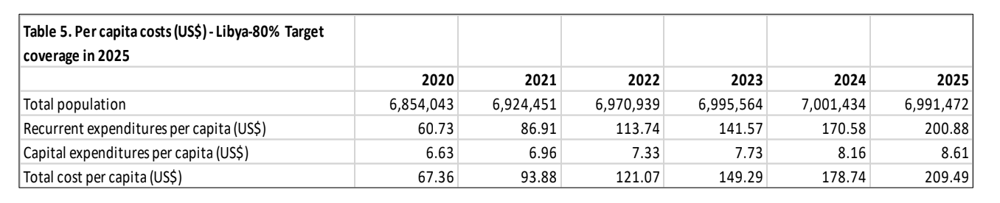 Table 5. Per capita costs (US$) - Libya-80% Target
coverage in 2025
2020 2021 2022 2023 2024 2025
Total population 6,854,043 6,924,451 6,970,939 6,995,564 7,001,434 6,991,472
Recurrent expenditures per capita (US$) 60.73 86.91 113.74 141.57 170.58 200.88
Capital expenditures per capita (US$) 6.63 6.96 7.33 7.73 8.16 8.61
Total cost per capita (US$) 67.36 93.88 121.07 149.29 178.74 209.49